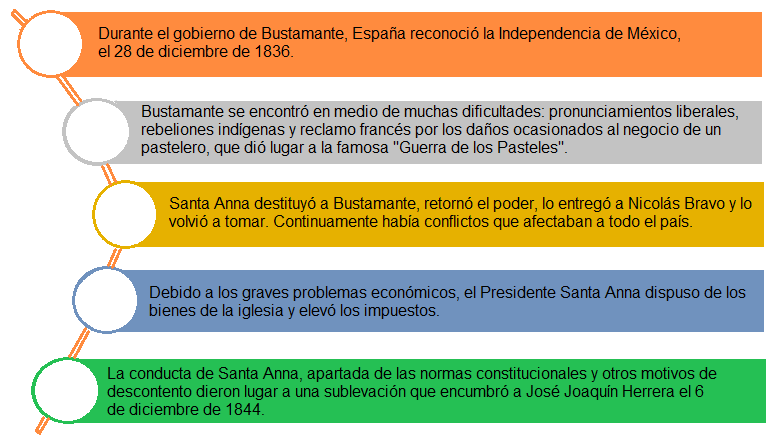 Durante el gobierno de Bustamante, España reconoció la Independencia de México,
el 28 de diciembre de 1836.
Bustamante se encontró en medio de muchas dificultades: pronunciamientos liberales,
rebeliones indígenas y reclamo francés por los daños ocasionados al negocio de un
pastelero, que dió lugar a la famosa "Guerra de los Pasteles".
Santa Anna destituyó a Bustamante, retornó el poder, lo entregó a Nicolás Bravo y lo
volvió a tomar. Continuamente había conflictos que afectaban a todo el país.
Debido a los graves problemas económicos, el Presidente Santa Anna dispuso de los
bienes de la iglesia y elevó los impuestos.
La conducta de Santa Anna, apartada de las normas constitucionales y otros motivos de
descontento dieron lugar a una sublevación que encumbró a José Joaquín Herrera el 6
de diciembre de 1844.